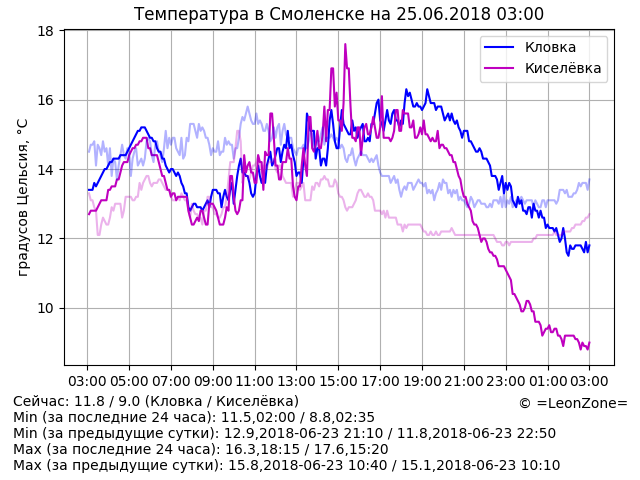 Температура в Смоленске на 25.06.2018 03:00
18
16
14
12
10
градусов Цельсия, °C
Кловка
Киселёвка
03:00 05:00 07:00 09:00 11:00 13:00 15:00 17:00 19:00 21:00 23:00 01:00 03:00
Сейчас: 11.8 / 9.0 (Кловка / Киселёвка)
© =LeonZone=
Min (за последние 24 часа): 11.5,02:00 / 8.8,02:35
Min (за предыдущие сутки): 12.9,2018-06-23 21:10 / 11.8,2018-06-23 22:50
Max (за последние 24 часа): 16.3,18:15 / 17.6,15:20
Max (за предыдущие сутки): 15.8,2018-06-23 10:40 / 15.1,2018-06-23 10:10